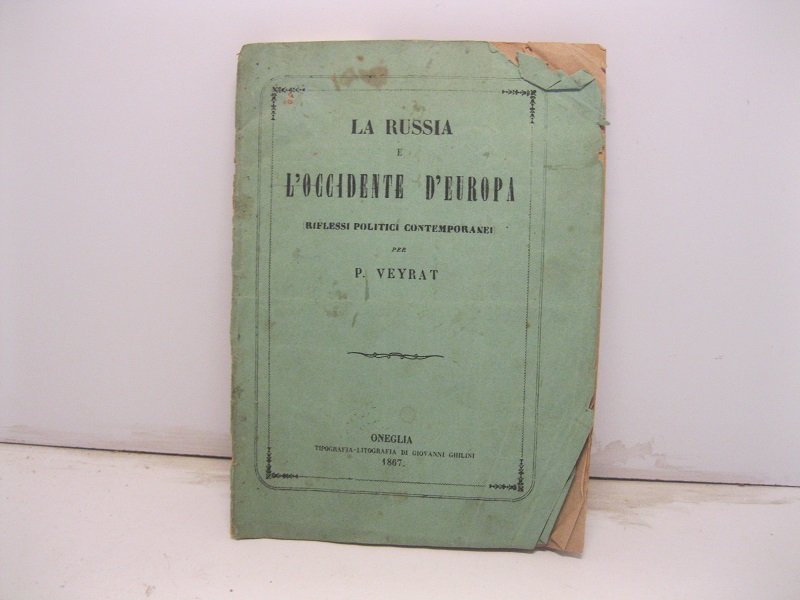 LA RUSSIA
E
L'OCCIDENTE D'EUROPA
RIFLESSI POLITICI CONTEMPORANEI
PER
P. VEYRAT
ONEGLIA
TIPOGRAFIA-LITOGRAFIA DI GIOVANNI GHILINI
1867.